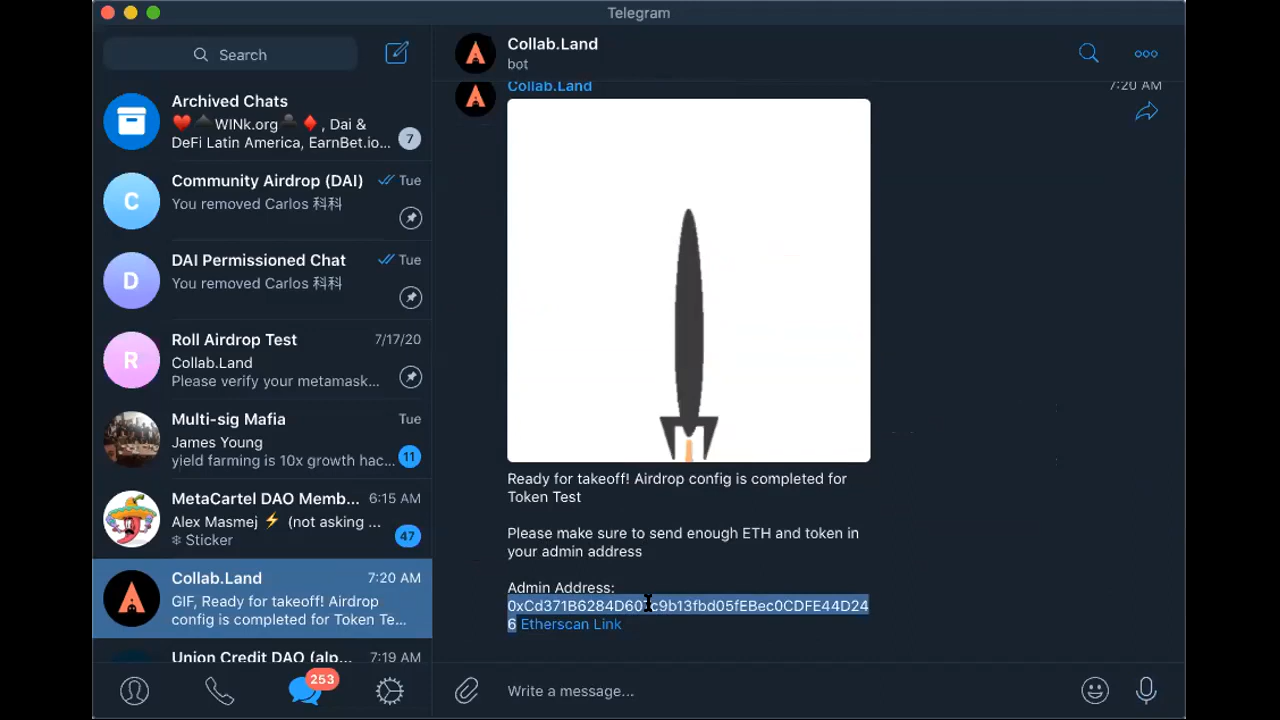 Telegram
Search
Archived Chats
❤️♠️WINk.org♠️♦️, Dai &
DeFi Latin America, EarnBet.io...
7
Community Airdrop (DAI)
Tue
You removed Carlos 科科
DAI Permissioned Chat
Tue
You removed Carlos 科科
Roll Airdrop Test
7/17/20
Collab.Land
Please verify your metamask...
Multi-sig Mafia
Tue
James Young
yield farming is 10x growth hac...
11
MetaCartel DAO Memb...
6:15 AM
Alex Masmej ⚡ (not asking ...
Sticker
47
Collab.Land
7:20 AM
GIF, Ready for takeoff! Airdrop
config is completed for Token Te...
Union Credit DAO (alp...
7:19 AM
253
Collab.Land
bot
Collab.Land
7:20 AM
Ready for takeoff! Airdrop config is completed for
Token Test
Please make sure to send enough ETH and token in
your admin address
Admin Address:
6 Etherscan Link
Write a message...
C
D
R